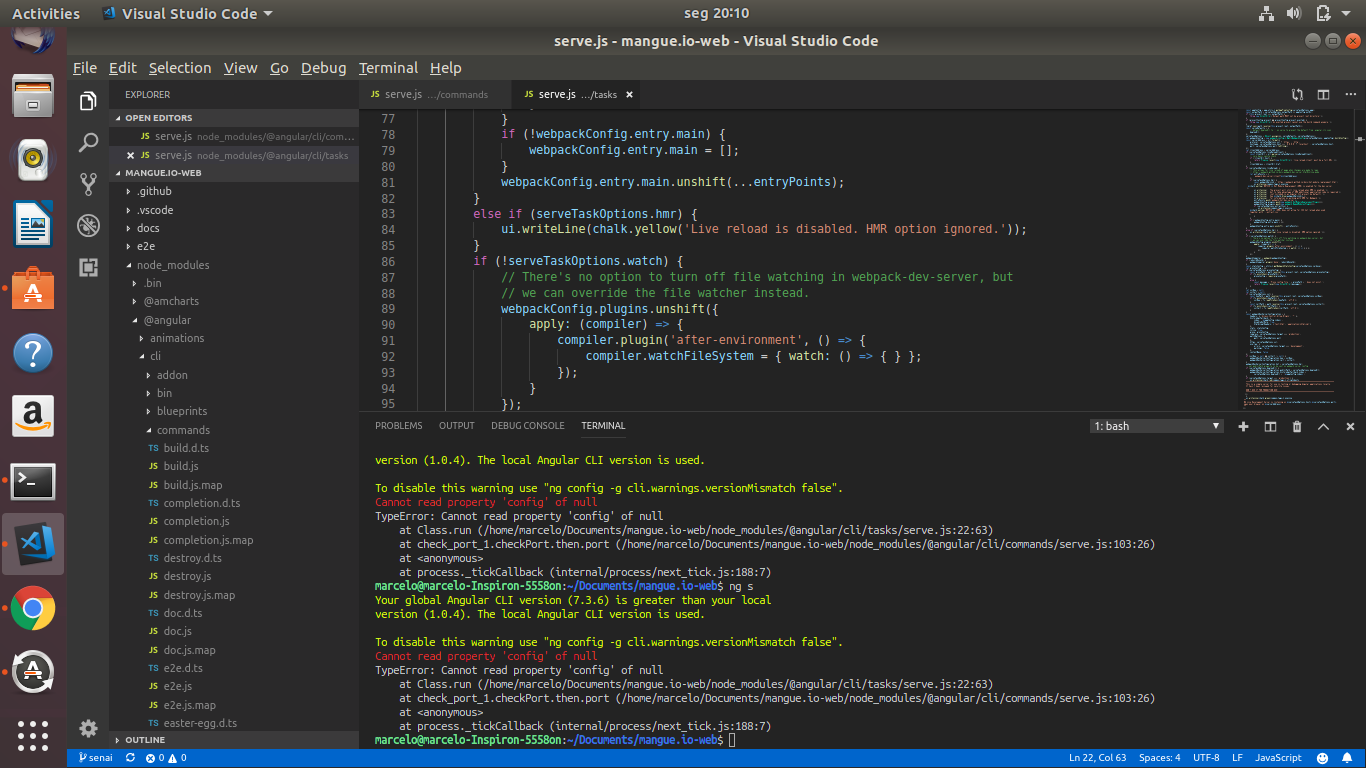 Activities
Visual Studio Code
seg 20:10
serve.js - mangue.io-web - Visual Studio Code
File Edit Selection View Go Debug Terminal Help
EXPLORER
OPEN EDITORS
JS serve.js node_modules/@angular/cli/com...
JS serve.js node_modules/@angular/cli/tasks
MANGUE.IO-WEB
.github
.vscode
docs
e2e
node_modules
.bin
@amcharts
@angular
animations
cli
addon
bin
blueprints
commands
TS build.d.ts
JS build.js
JS build.js.map
TS completion.d.ts
JS completion.js
JS completion.js.map
TS destroy.d.ts
JS destroy.js
JS destroy.js.map
TS doc.d.ts
JS doc.js
JS doc.js.map
TS e2e.d.ts
JS e2e.js
JS e2e.js.map
TS easter-egg.d.ts
OUTLINE
JS serve.js .../commands
JS serve.js .../tasks
77 }
78 if (!webpackConfig.entry.main) {
79 webpackConfig.entry.main = [];
80 }
81 webpackConfig.entry.main.unshift(...entryPoints);
82 }
83 else if (serveTaskOptions.hmr) {
84 ui.writeLine(chalk.yellow('Live reload is disabled. HMR option ignored.'));
85 }
86 if (!serveTaskOptions.watch) {
87 // There's no option to turn off file watching in webpack-dev-server, but
88 // we can override the file watcher instead.
89 webpackConfig.plugins.unshift({
90 apply: (compiler) => {
91 compiler.plugin('after-environment', () => {
92 compiler.watchFileSystem = { watch: () => { } };
93 });
94 }
95 });
PROBLEMS OUTPUT DEBUG CONSOLE TERMINAL
1: bash
version (1.0.4). The local Angular CLI version is used.
To disable this warning use "ng config -g cli.warnings.versionMismatch false".
Cannot read property 'config' of null
TypeError: Cannot read property 'config' of null
at Class.run (/home/marcelo/Documents/mangue.io-web/node_modules/@angular/cli/tasks/serve.js:22:63)
at check_port_1.checkPort.then.port (/home/marcelo/Documents/mangue.io-web/node_modules/@angular/cli/commands/serve.js:103:26)
at <anonymous>
at process._tickCallback (internal/process/next_tick.js:188:7)
marcelo@marcelo-Inspiron-5558on:~/Documents/mangue.io-web$ ng s
Your global Angular CLI version (7.3.6) is greater than your local
version (1.0.4). The local Angular CLI version is used.
To disable this warning use "ng config -g cli.warnings.versionMismatch false".
Cannot read property 'config' of null
TypeError: Cannot read property 'config' of null
at Class.run (/home/marcelo/Documents/mangue.io-web/node_modules/@angular/cli/tasks/serve.js:22:63)
at check_port_1.checkPort.then.port (/home/marcelo/Documents/mangue.io-web/node_modules/@angular/cli/commands/serve.js:103:26)
at <anonymous>
at process._tickCallback (internal/process/next_tick.js:188:7)
marcelo@marcelo-Inspiron-5558on:~/Documents/mangue.io-web$
senai
0 0
Ln 22, Col 63 Spaces: 4 UTF-8 LF JavaScript